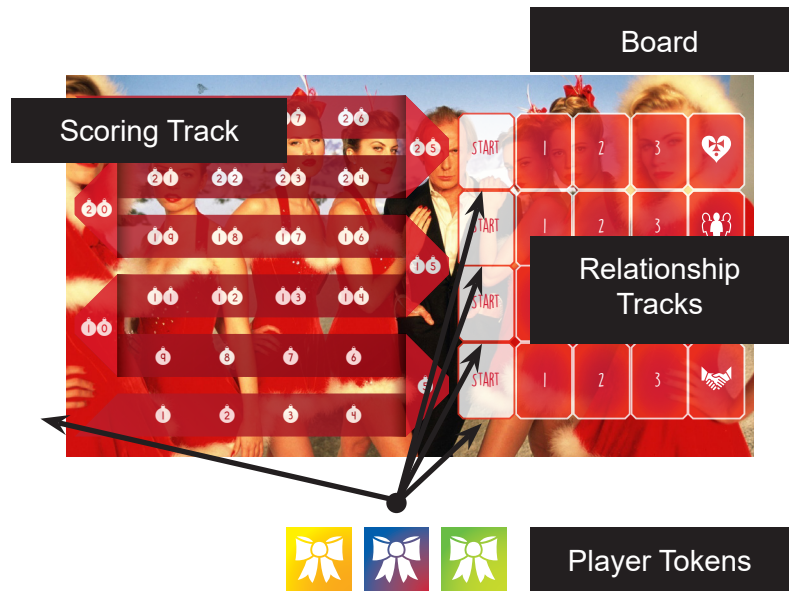 Board
Scoring Track
7 26
25
21 22 23 24
20
19 18 17 16
15
11 12 13 14
10
9 8 7 6
5
1 2 3 4
START 1 2 3
START 1 2 3
Relationship
Tracks
START
START 1 2 3
Player Tokens